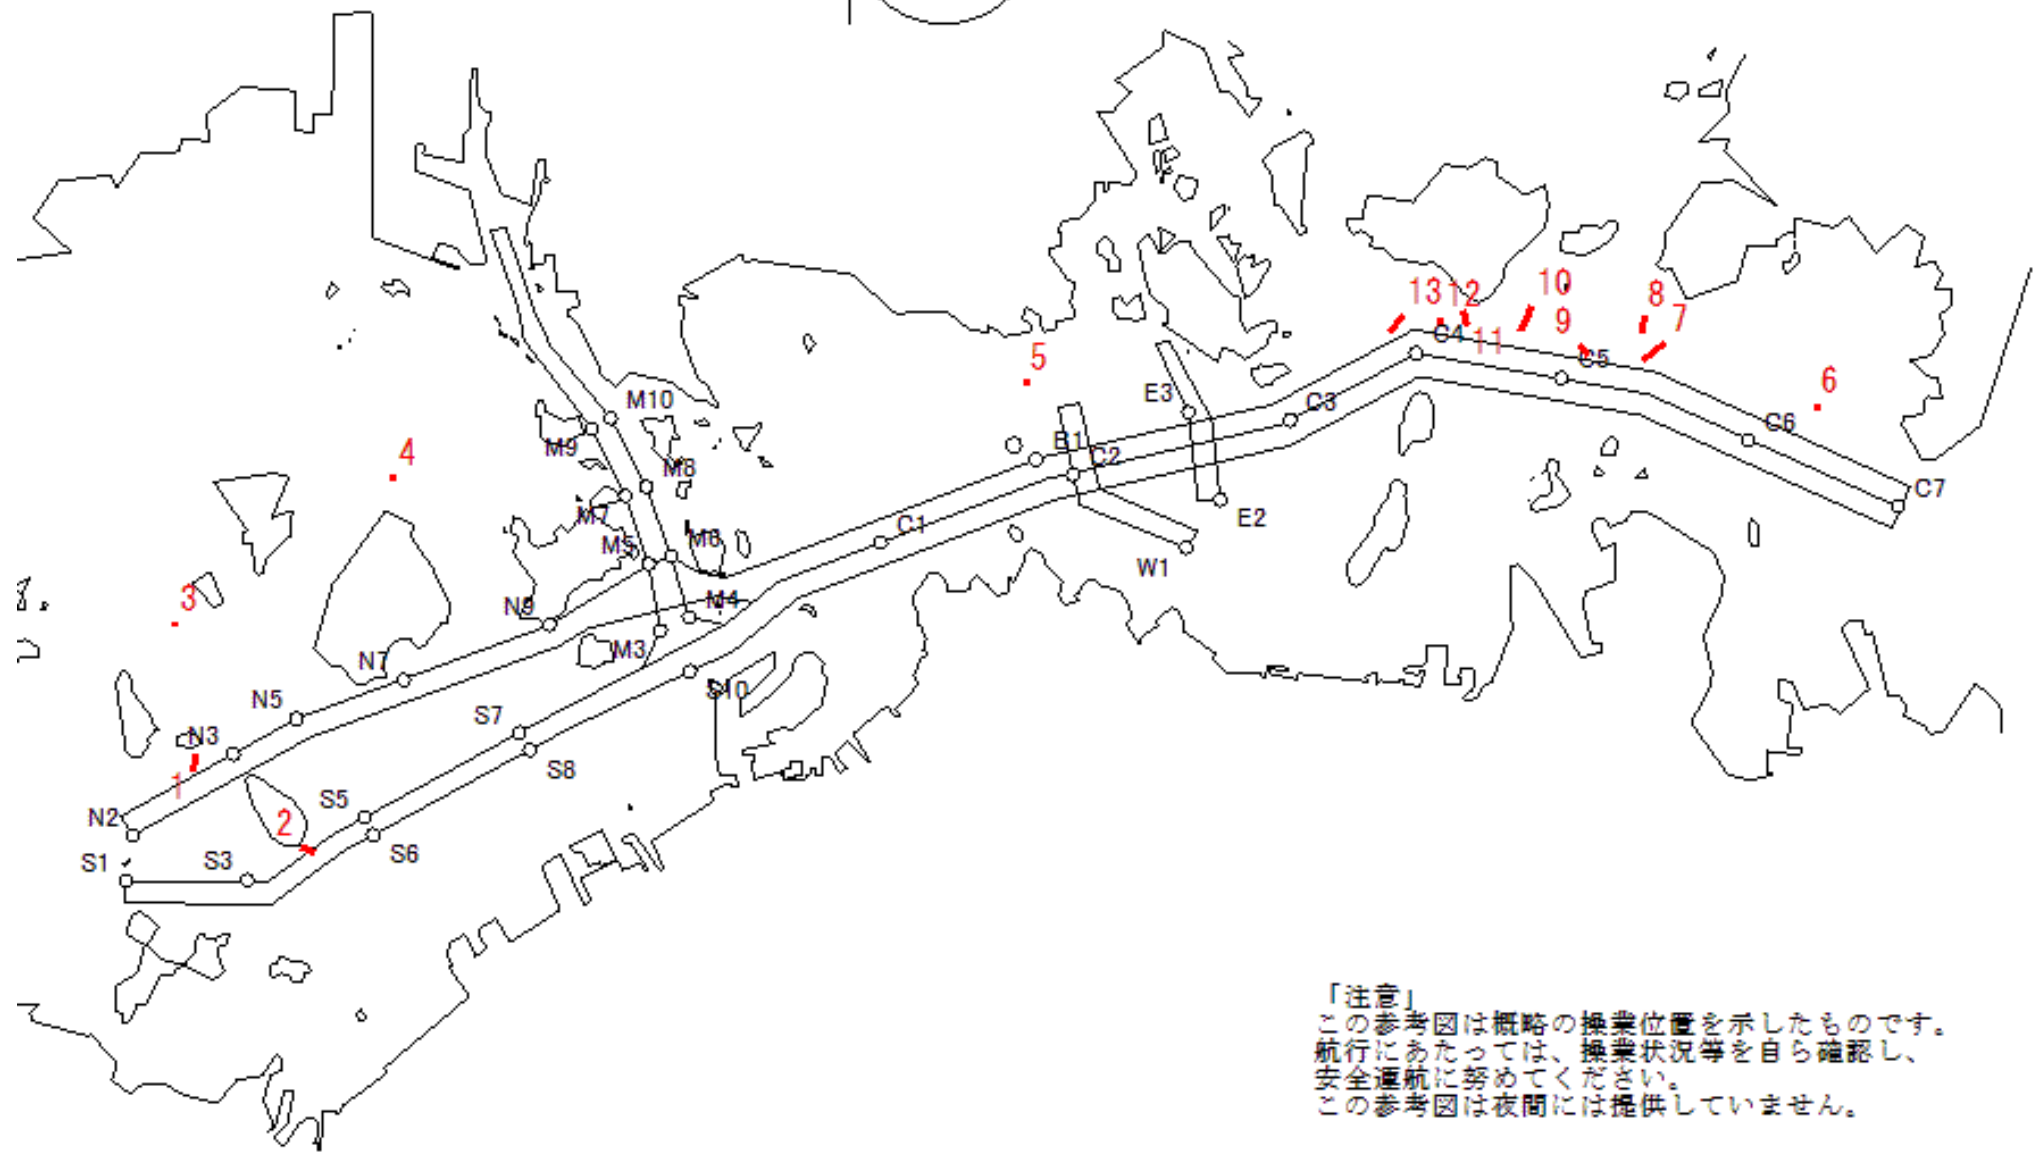 13
12
10
8
7
9
11
C4
C5
5
6
E3
C3
C6
M10
M9
B1
C2
C7
4
M8
M7
E2
C1
M5
M6
W1
3
N9
M4
M3
N7
S10
N5
S7
N3
S8
1
N2
S5
2
S6
S1
S3
「注意」
この参考図は概略の操業位置を示したものです。
航行にあたっては、操業状況等を自ら確認し、
安全運航に努めてください。
この参考図は夜間には提供していません。